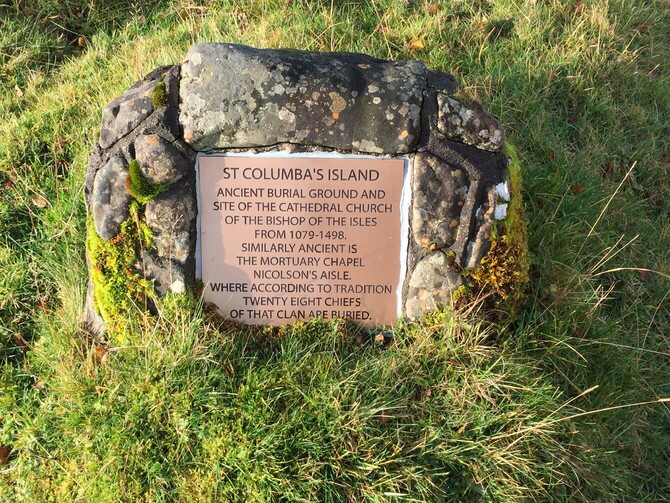 ST COLUMBA'S ISLAND
ANCIENT BURIAL GROUND AND
SITE OF THE CATHEDRAL CHURCH
OF THE BISHOP OF THE ISLES
FROM 1079-1498.
SIMILARLY ANCIENT IS
THE MORTUARY CHAPEL
NICOLSON'S AISLE.
WHERE ACCORDING TO TRADITION
TWENTY EIGHT CHIEFS
OF THAT CLAN ARE BURIED.